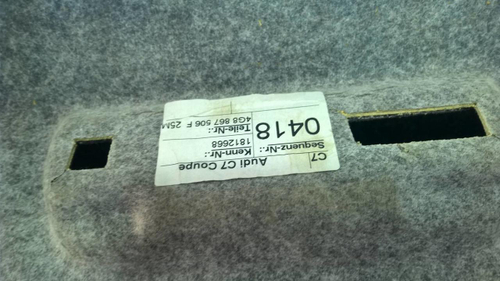 C7 Audi C7 Coupe
Sequenz-Nr.: Kenn-Nr.:
1812668
0418 Teile-Nr.:
4G8 867 506 F 25M